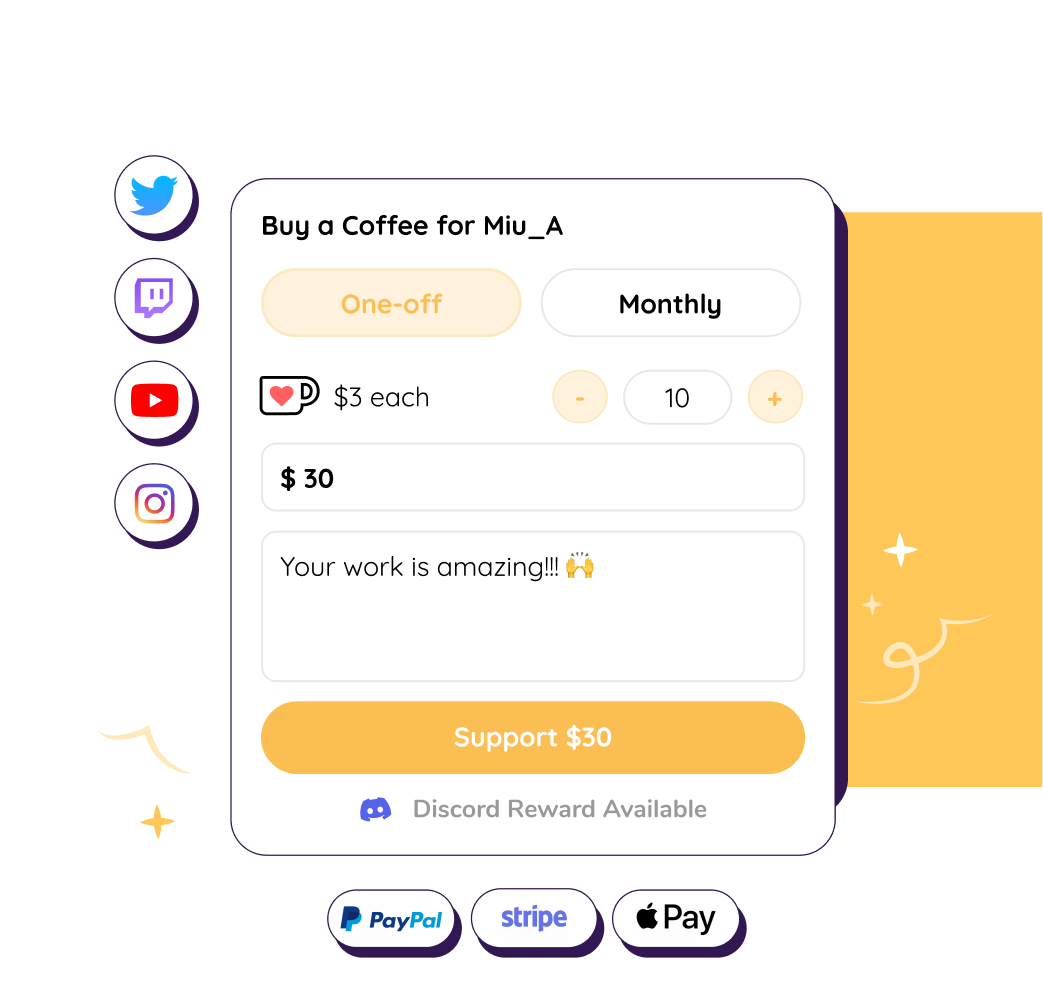 Buy a Coffee for Miu_A
One-off
Monthly
$3 each
-
10
+
$ 30
Your work is amazing!!! 🙌
Support $30
Discord Reward Available
PayPal
stripe
Pay